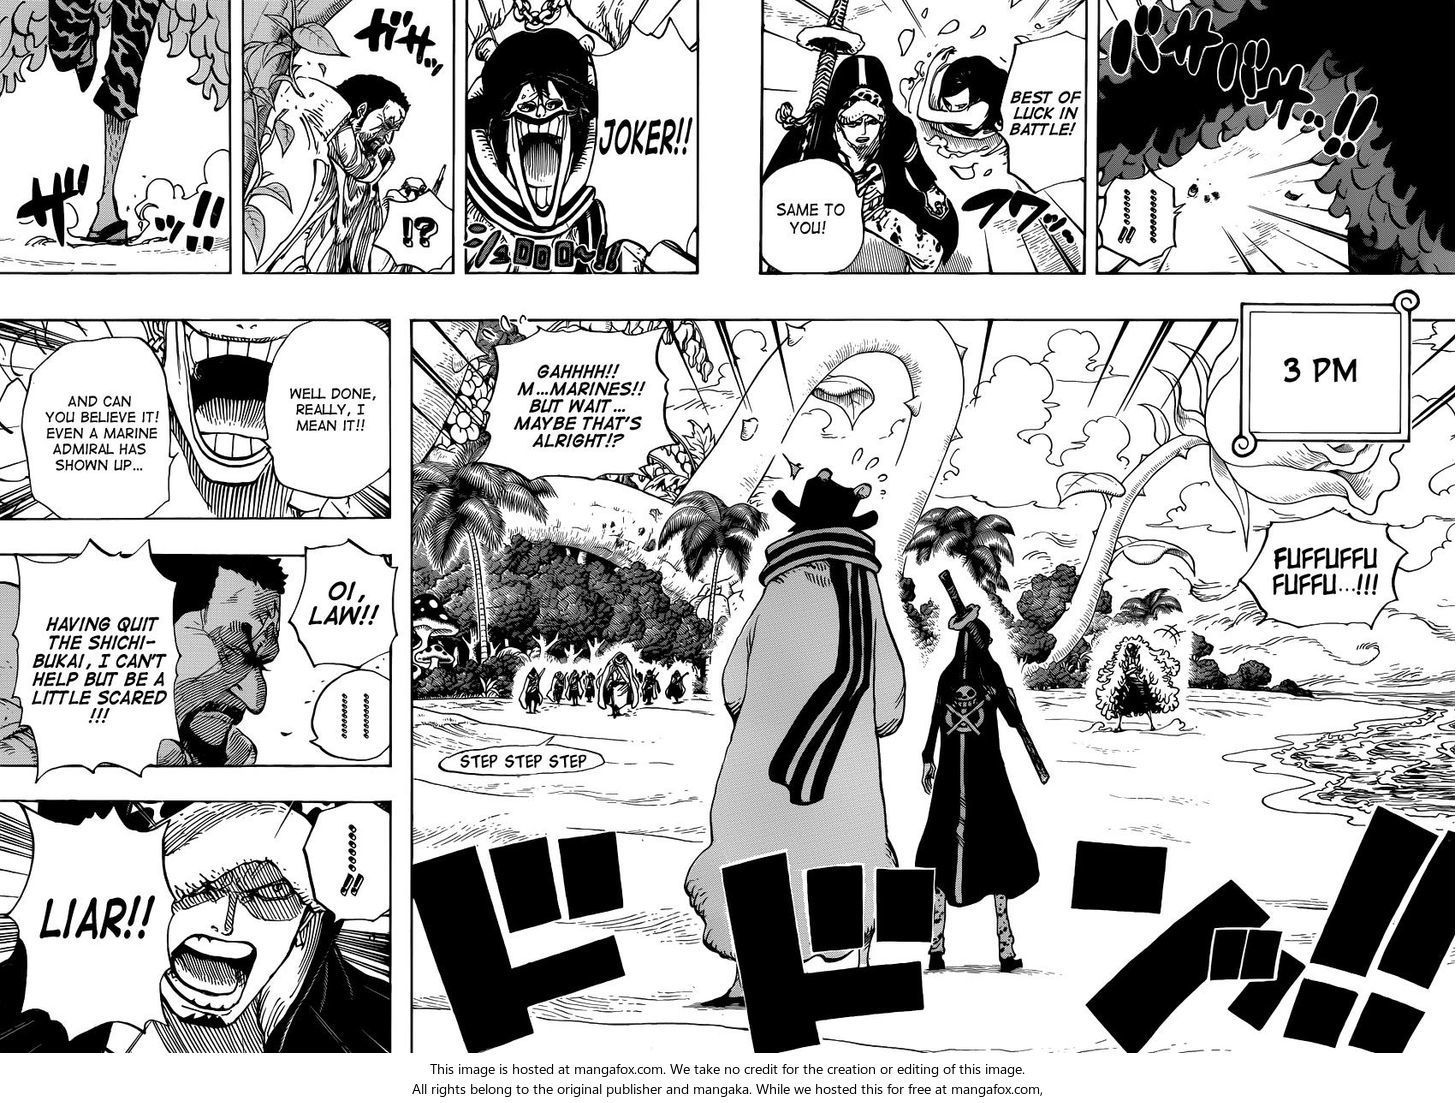 バサバサッ!!
BEST OF
LUCK IN
BATTLE!
SAME TO
YOU!
JOKER!!
ガサッ
!?
ザッ!!
3 PM
FUFFUFFU
FUFFU...!!!
GAHHHH!!
M...MARINES!!
BUT WAIT...
MAYBE THAT'S
ALRIGHT!?
STEP STEP STEP
ドドン!!
WELL DONE,
REALLY, I
MEAN IT!!
AND CAN
YOU BELIEVE IT!
EVEN A MARINE
ADMIRAL HAS
SHOWN UP...
OI,
LAW!!
HAVING QUIT
THE SHICHI-
BUKAI, I CAN'T
HELP BUT BE A
LITTLE SCARED
!!!
LIAR!!
This image is hosted at mangafox.com. We take no credit for the creation or editing of this image.
All rights belong to the original publisher and mangaka. While we hosted this for free at mangafox.com,